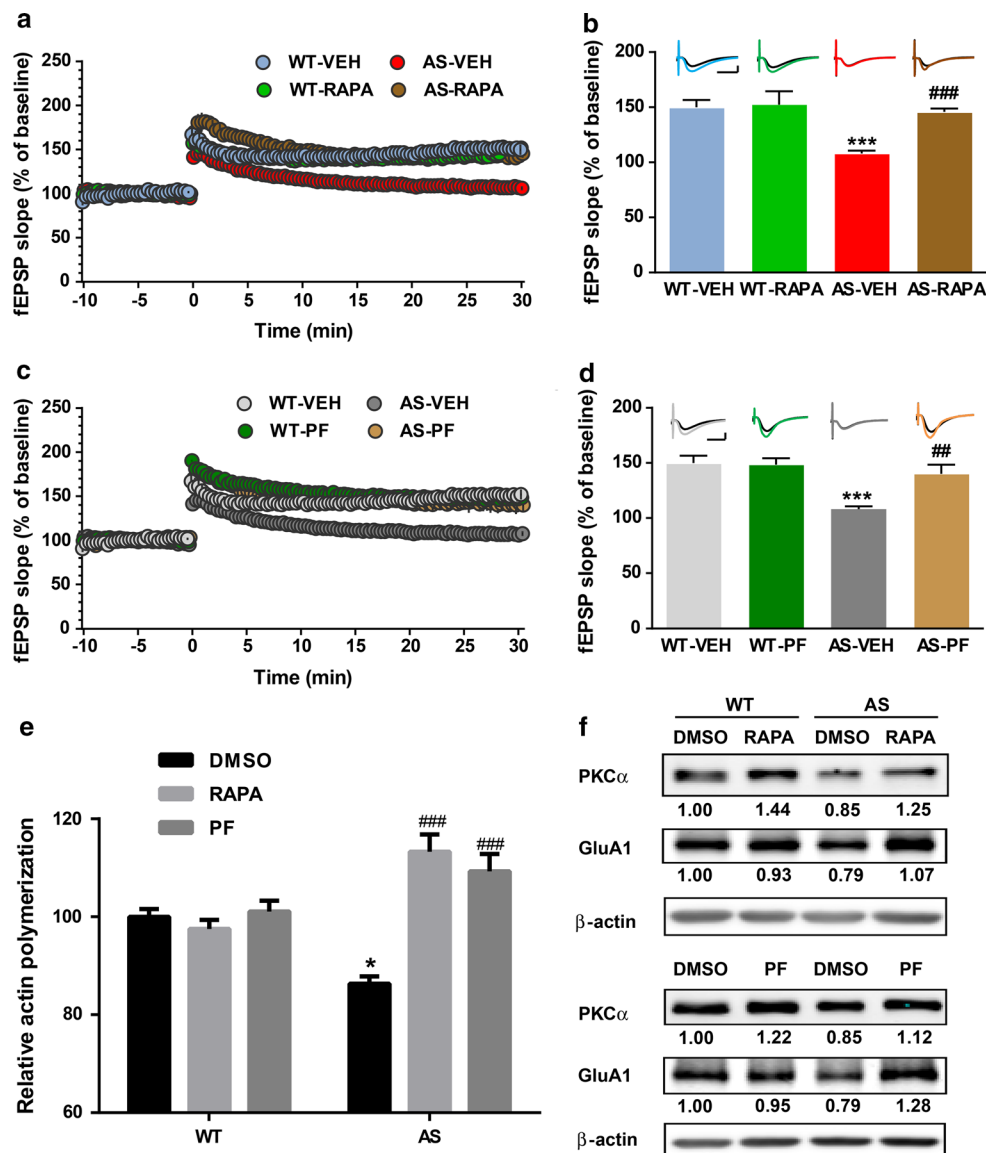 a
WT-VEH AS-VEH
WT-RAPA AS-RAPA
fEPSP slope (% of baseline)
250
200
150
100
50
0
-10 -5 0 5 10 15 20 25 30
Time (min)
b
fEPSP slope (% of baseline)
200
150
100
50
0
***
###
WT-VEH WT-RAPA AS-VEH AS-RAPA
c
WT-VEH AS-VEH
WT-PF AS-PF
fEPSP slope (% of baseline)
250
200
150
100
50
0
-10 -5 0 5 10 15 20 25 30
Time (min)
d
fEPSP slope (% of baseline)
200
150
100
50
0
***
##
WT-VEH WT-PF AS-VEH AS-PF
e
DMSO
RAPA
PF
Relative actin polymerization
120
100
80
60
*
### ###
WT AS
f
WT AS
DMSO RAPA DMSO RAPA
PKCα
1.00 1.44 0.85 1.25
GluA1
1.00 0.93 0.79 1.07
β-actin
DMSO PF DMSO PF
PKCα
1.00 1.22 0.85 1.12
GluA1
1.00 0.95 0.79 1.28
β-actin